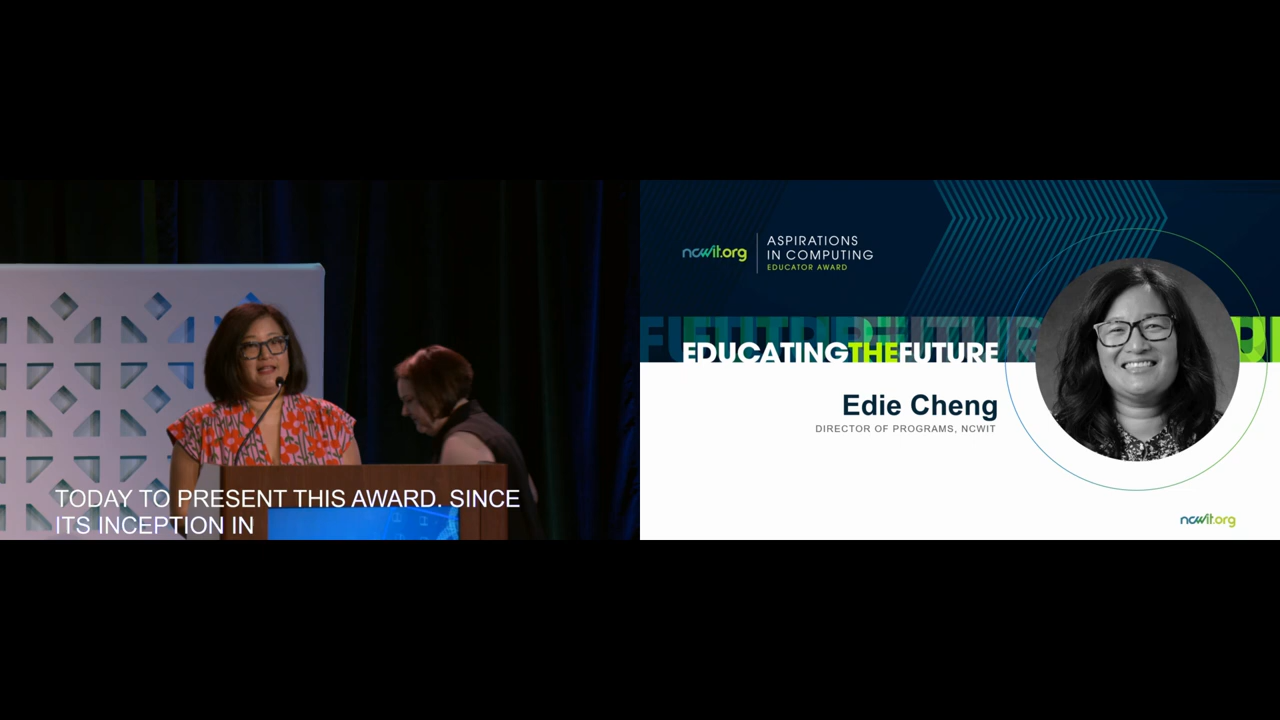 TODAY TO PRESENT THIS AWARD. SINCE
ITS INCEPTION IN
ncwit.org
ASPIRATIONS
IN COMPUTING
EDUCATOR AWARD
EDUCATINGTHEFUTURE
Edie Cheng
DIRECTOR OF PROGRAMS, NCWIT
ncwit.org